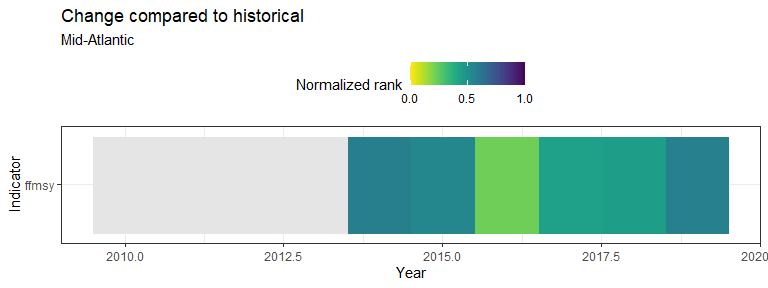 Change compared to historical
Mid-Atlantic
Normalized rank
0.0 0.5 1.0
Indicator
ffmsy
2010.0 2012.5 2015.0 2017.5 2020
Year